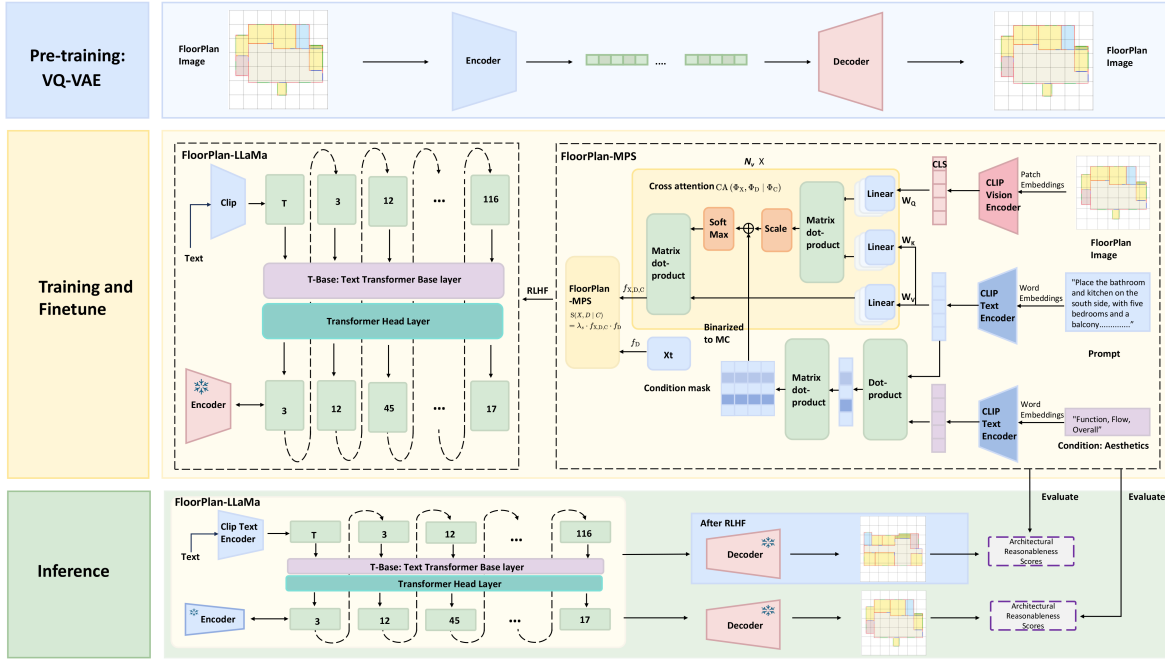 Pre-training:
VQ-VAE
FloorPlan
Image
Encoder
....
Decoder
FloorPlan
Image
Training and
Finetune
FloorPlan-LLaMa
Clip
Text
T
3
12
...
116
T-Base: Text Transformer Base layer
Transformer Head Layer
Encoder
3
12
45
...
17
RLHF
FloorPlan-MPS
Nᵥ X
Cross attention CA (Φ_X, Φ_D | Φ_C)
FloorPlan
-MPS
S(X, D | C)
= λₛ · f_X,D,C · f_D
f_X,D,C
f_D
Matrix
dot-
product
Soft
Max
Scale
Matrix
dot-
product
Linear
W_Q
Linear
W_K
Linear
W_V
CLS
CLIP
Vision
Encoder
Patch
Embeddings
FloorPlan
Image
CLIP
Text
Encoder
Word
Embeddings
"Place the bathroom
and kitchen on the
south side, with five
bedrooms and a
balcony.............."
Prompt
Binarized
to MC
Xt
Condition mask
Matrix
dot-
product
Dot-
product
CLIP
Text
Encoder
Word
Embeddings
"Function, Flow,
Overall"
Condition: Aesthetics
Evaluate
Evaluate
Inference
FloorPlan-LLaMa
Clip Text
Encoder
Text
T
3
12
...
116
T-Base: Text Transformer Base layer
Transformer Head Layer
Encoder
3
12
45
...
17
After RLHF
Decoder
Architectural
Reasonableness
Scores
Decoder
Architectural
Reasonableness
Scores